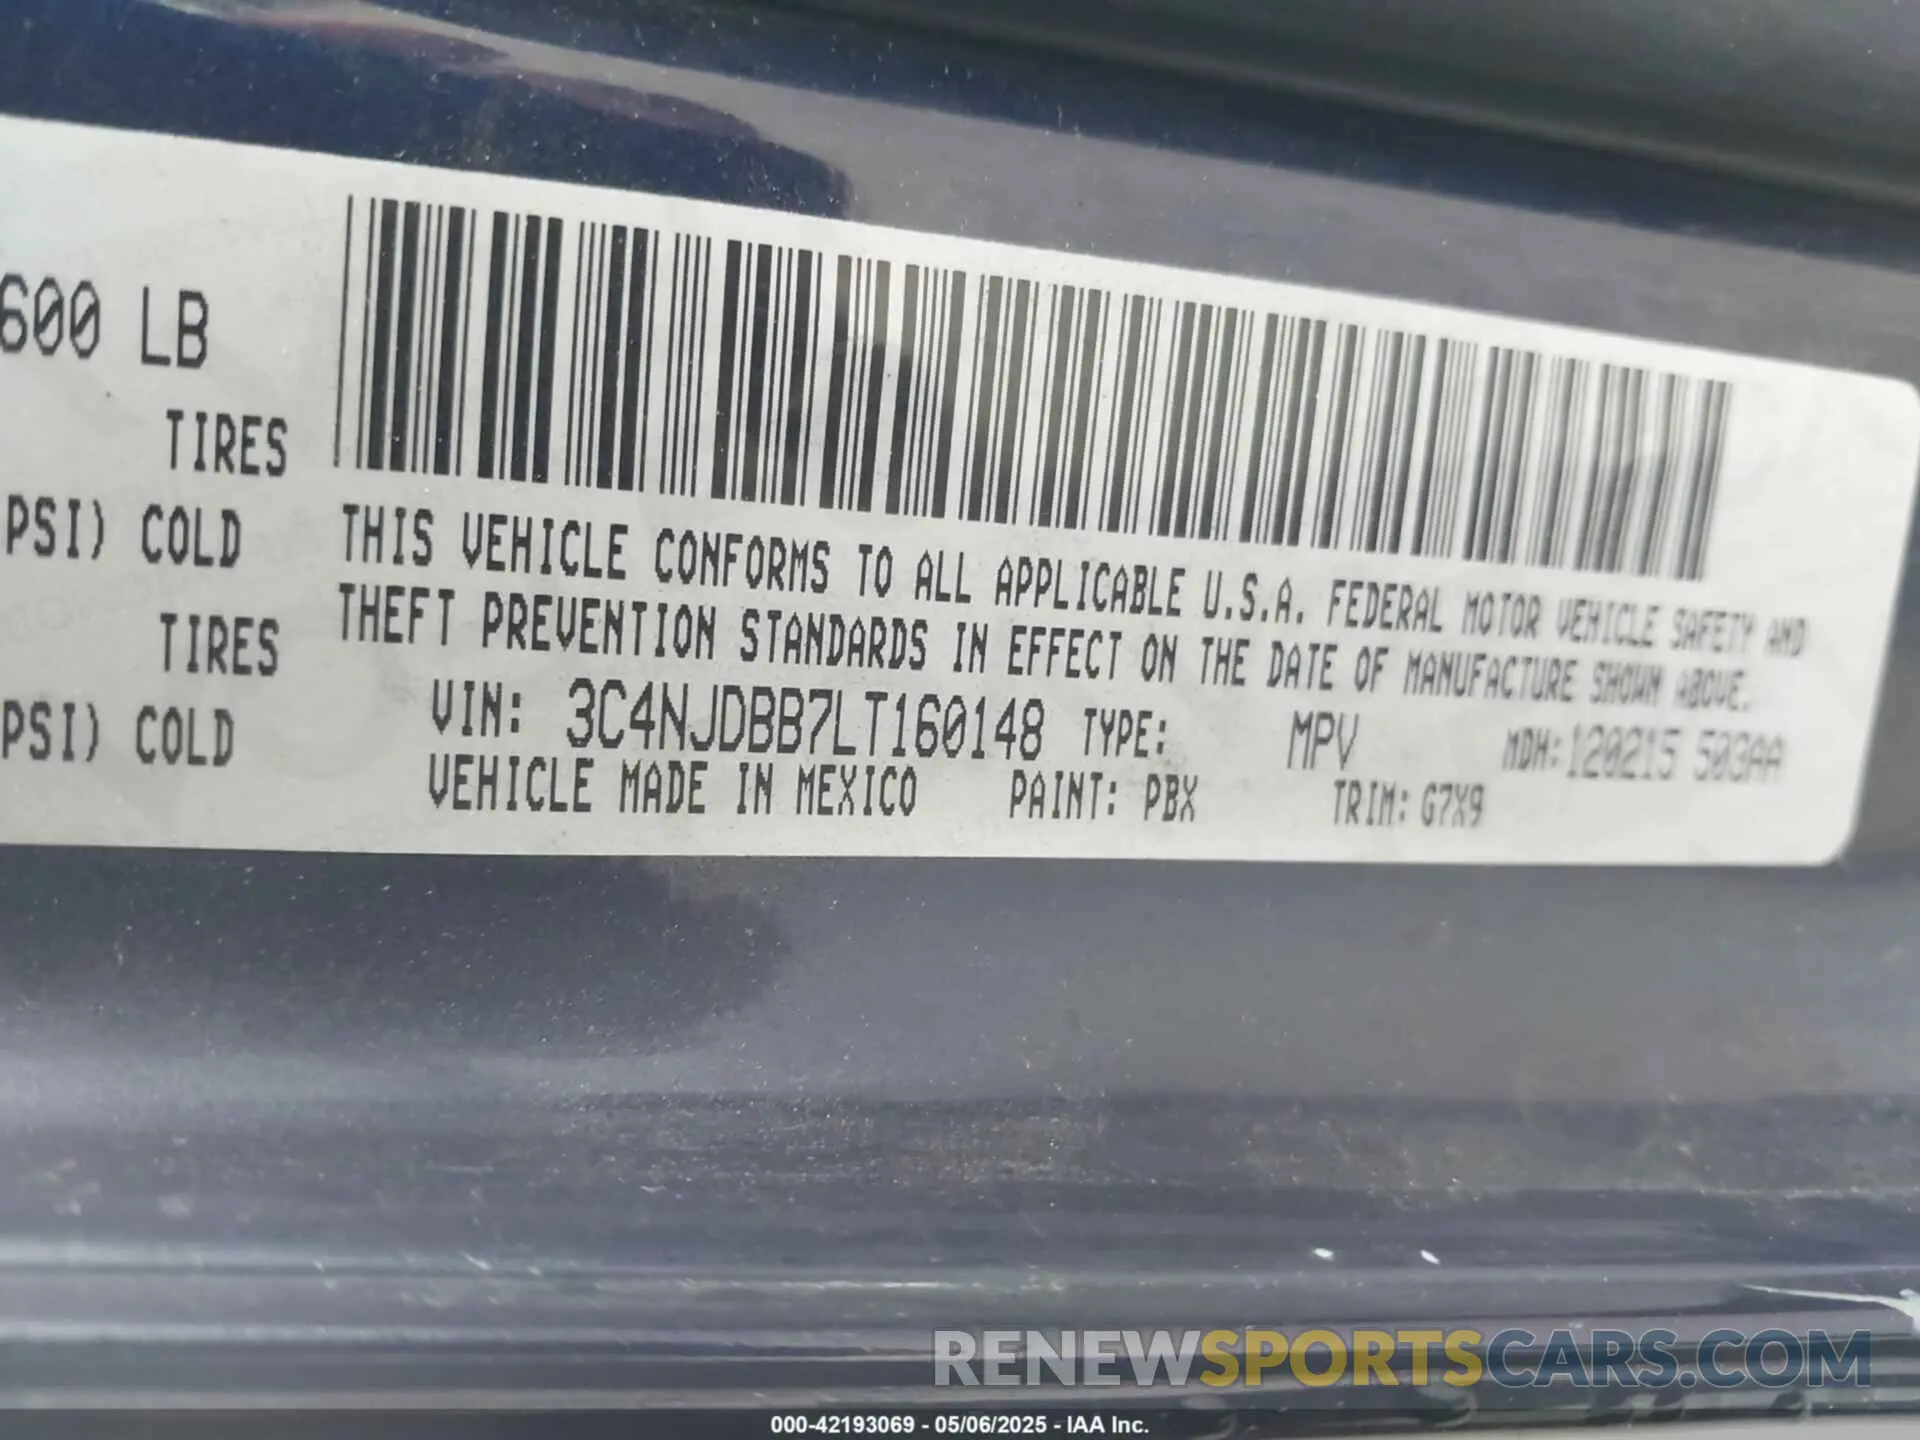 600 LB
TIRES
PSI) COLD
TIRES
PSI) COLD
THIS VEHICLE CONFORMS TO ALL APPLICABLE U.S.A. FEDERAL MOTOR VEHICLE SAFETY AND
THEFT PREVENTION STANDARDS IN EFFECT ON THE DATE OF MANUFACTURE SHOWN ABOVE.
VIN: 3C4NJDBB7LT160148 TYPE: MPV MDH: 120215 503AA
VEHICLE MADE IN MEXICO PAINT: PBX TRIM: G7X9
RENEWSPORTSCARS.COM
000-42193069 - 05/06/2025 - IAA Inc.